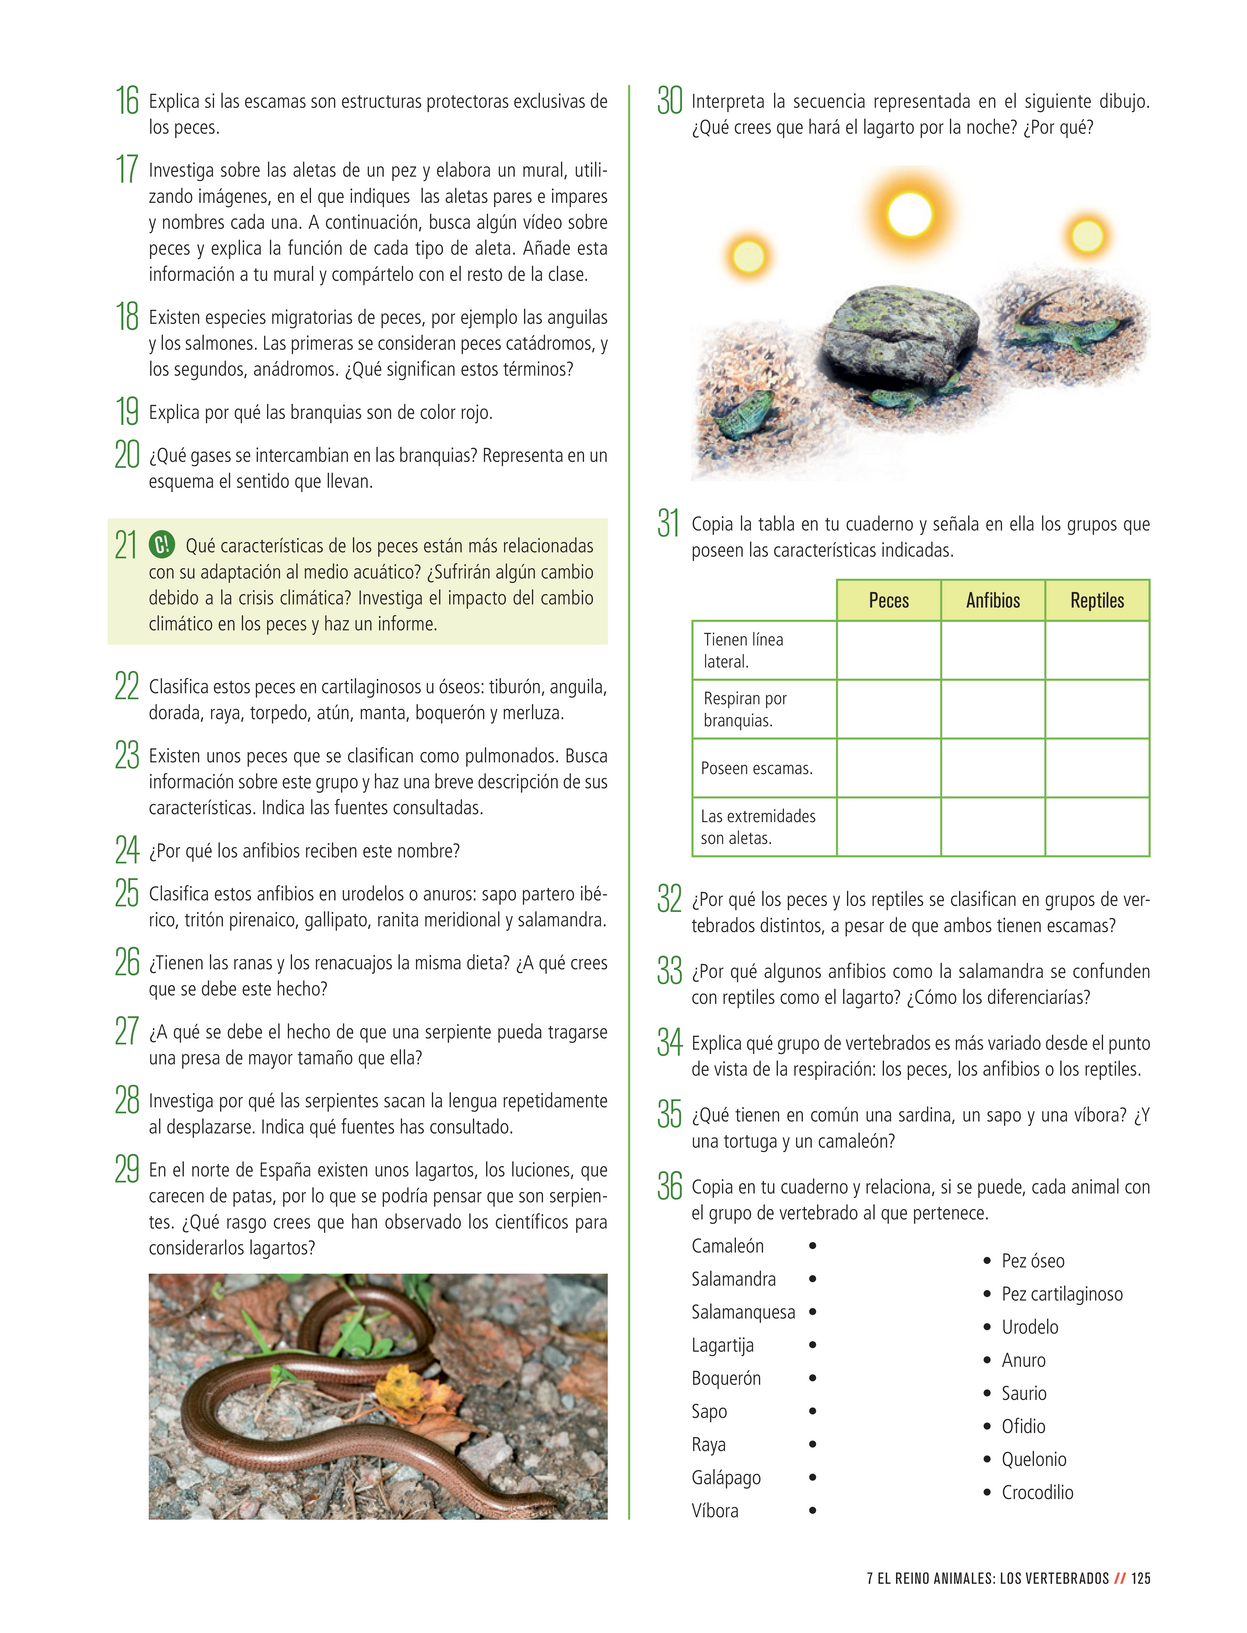 16 Explica si las escamas son estructuras protectoras exclusivas de
los peces.
17 Investiga sobre las aletas de un pez y elabora un mural, utili-
zando imágenes, en el que indiques las aletas pares e impares
y nombres cada una. A continuación, busca algún vídeo sobre
peces y explica la función de cada tipo de aleta. Añade esta
información a tu mural y compártelo con el resto de la clase.
18 Existen especies migratorias de peces, por ejemplo las anguilas
y los salmones. Las primeras se consideran peces catádromos, y
los segundos, anádromos. ¿Qué significan estos términos?
19 Explica por qué las branquias son de color rojo.
20 ¿Qué gases se intercambian en las branquias? Representa en un
esquema el sentido que llevan.
21 C! Qué características de los peces están más relacionadas
con su adaptación al medio acuático? ¿Sufrirán algún cambio
debido a la crisis climática? Investiga el impacto del cambio
climático en los peces y haz un informe.
22 Clasifica estos peces en cartilaginosos u óseos: tiburón, anguila,
dorada, raya, torpedo, atún, manta, boquerón y merluza.
23 Existen unos peces que se clasifican como pulmonados. Busca
información sobre este grupo y haz una breve descripción de sus
características. Indica las fuentes consultadas.
24 ¿Por qué los anfibios reciben este nombre?
25 Clasifica estos anfibios en urodelos o anuros: sapo partero ibé-
rico, tritón pirenaico, gallipato, ranita meridional y salamandra.
26 ¿Tienen las ranas y los renacuajos la misma dieta? ¿A qué crees
que se debe este hecho?
27 ¿A qué se debe el hecho de que una serpiente pueda tragarse
una presa de mayor tamaño que ella?
28 Investiga por qué las serpientes sacan la lengua repetidamente
al desplazarse. Indica qué fuentes has consultado.
29 En el norte de España existen unos lagartos, los luciones, que
carecen de patas, por lo que se podría pensar que son serpien-
tes. ¿Qué rasgo crees que han observado los científicos para
considerarlos lagartos?
30 Interpreta la secuencia representada en el siguiente dibujo.
¿Qué crees que hará el lagarto por la noche? ¿Por qué?
31 Copia la tabla en tu cuaderno y señala en ella los grupos que
poseen las características indicadas.
Peces Anfibios Reptiles
Tienen línea
lateral.
Respiran por
branquias.
Poseen escamas.
Las extremidades
son aletas.
32 ¿Por qué los peces y los reptiles se clasifican en grupos de ver-
tebrados distintos, a pesar de que ambos tienen escamas?
33 ¿Por qué algunos anfibios como la salamandra se confunden
con reptiles como el lagarto? ¿Cómo los diferenciarías?
34 Explica qué grupo de vertebrados es más variado desde el punto
de vista de la respiración: los peces, los anfibios o los reptiles.
35 ¿Qué tienen en común una sardina, un sapo y una víbora? ¿Y
una tortuga y un camaleón?
36 Copia en tu cuaderno y relaciona, si se puede, cada animal con
el grupo de vertebrado al que pertenece.
Camaleón •
Salamandra •
Salamanquesa •
Lagartija •
Boquerón •
Sapo •
Raya •
Galápago •
Víbora •
• Pez óseo
• Pez cartilaginoso
• Urodelo
• Anuro
• Saurio
• Ofidio
• Quelonio
• Crocodilio
7 EL REINO ANIMALES: LOS VERTEBRADOS // 125